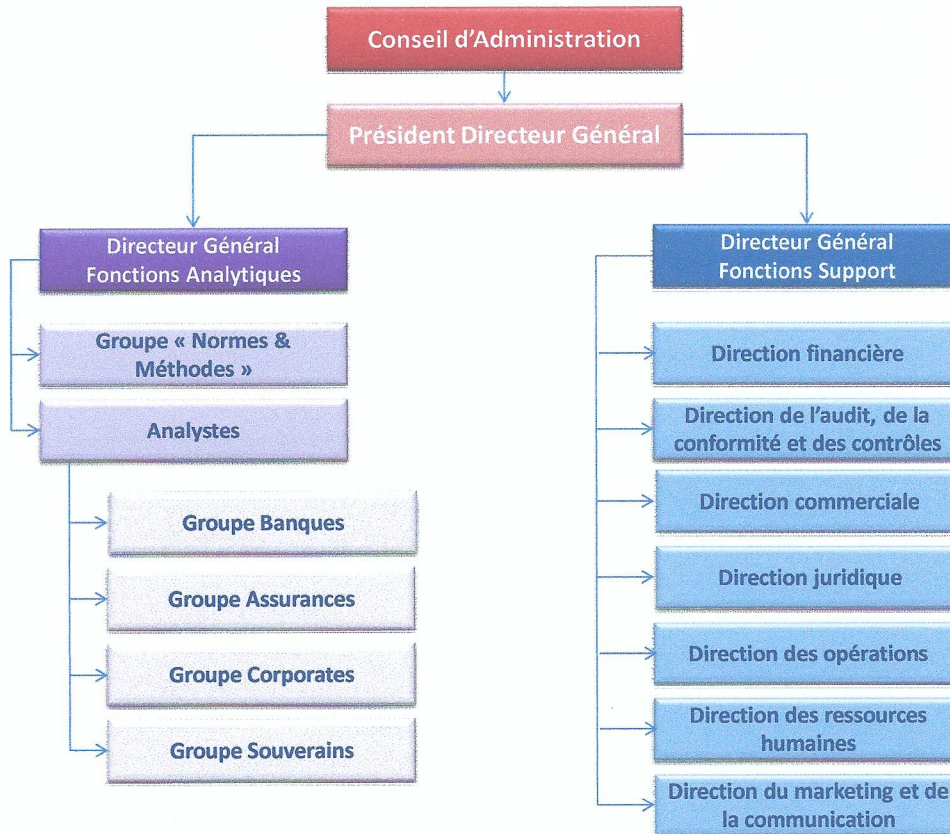 Conseil d'Administration
Président Directeur Général
Directeur Général
Fonctions Analytiques
Groupe « Normes &
Méthodes »
Analystes
Groupe Banques
Groupe Assurances
Groupe Corporates
Groupe Souverains
Directeur Général
Fonctions Support
Direction financière
Direction de l'audit, de la
conformité et des contrôles
Direction commerciale
Direction juridique
Direction des opérations
Direction des ressources
humaines
Direction du marketing et de
la communication